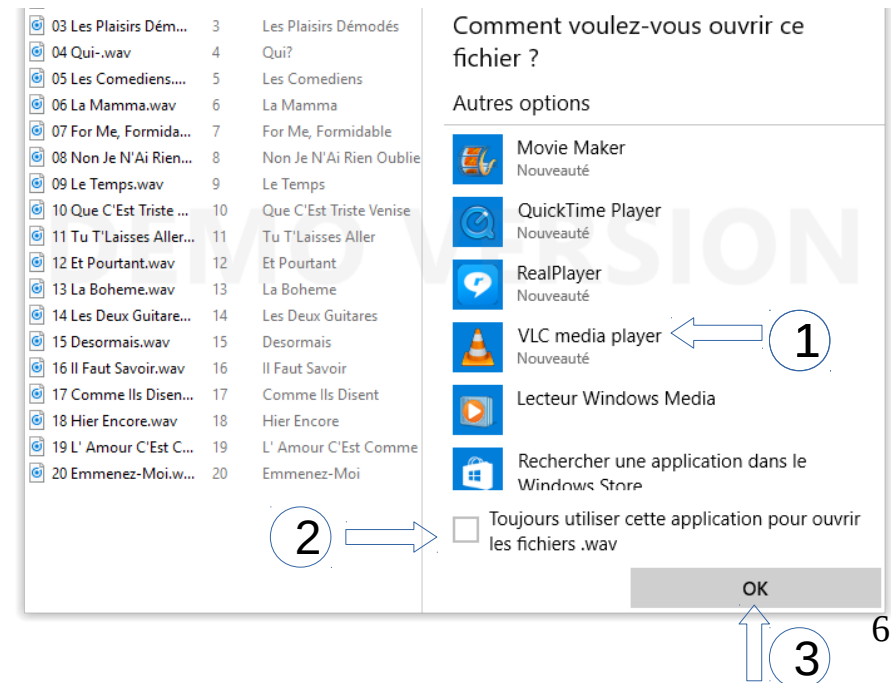 03 Les Plaisirs Dém... 3 Les Plaisirs Démodés
04 Qui-.wav 4 Qui?
05 Les Comediens.... 5 Les Comediens
06 La Mamma.wav 6 La Mamma
07 For Me, Formida... 7 For Me, Formidable
08 Non Je N'Ai Rien... 8 Non Je N'Ai Rien Oublie
09 Le Temps.wav 9 Le Temps
10 Que C'Est Triste ... 10 Que C'Est Triste Venise
11 Tu T'Laisses Aller... 11 Tu T'Laisses Aller
12 Et Pourtant.wav 12 Et Pourtant
13 La Boheme.wav 13 La Boheme
14 Les Deux Guitare... 14 Les Deux Guitares
15 Desormais.wav 15 Desormais
16 Il Faut Savoir.wav 16 Il Faut Savoir
17 Comme Ils Disen... 17 Comme Ils Disent
18 Hier Encore.wav 18 Hier Encore
19 L' Amour C'Est C... 19 L' Amour C'Est Comme
20 Emmenez-Moi.w... 20 Emmenez-Moi
Comment voulez-vous ouvrir ce
fichier ?
Autres options
Movie Maker
Nouveauté
QuickTime Player
Nouveauté
RealPlayer
Nouveauté
VLC media player
Nouveauté
1
Lecteur Windows Media
Rechercher une application dans le
Windows Store
2
Toujours utiliser cette application pour ouvrir
les fichiers .wav
OK
3
6
DEMO VERSION